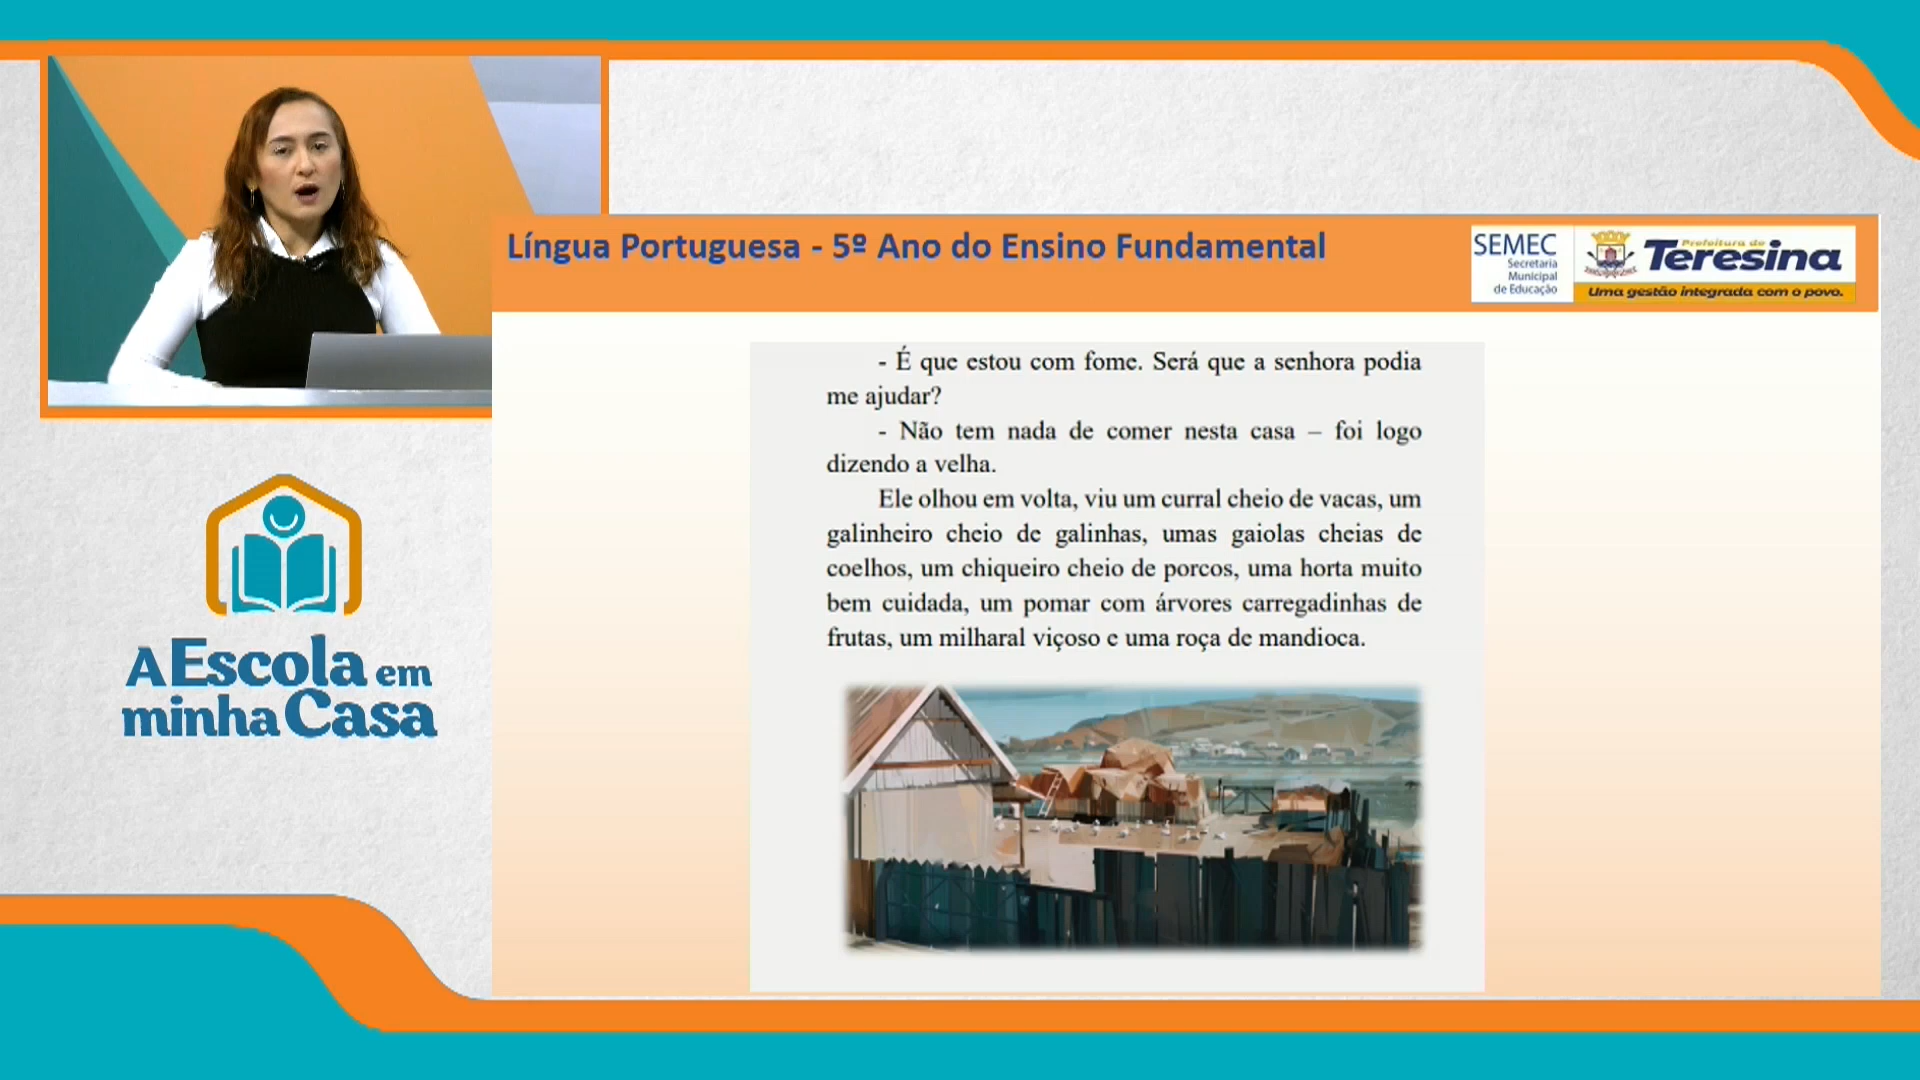 Língua Portuguesa - 5º Ano do Ensino Fundamental
SEMEC
Secretaria
Municipal
de Educação
Prefeitura de
Teresina
Uma gestão integrada com o povo.
- É que estou com fome. Será que a senhora podia
me ajudar?
- Não tem nada de comer nesta casa – foi logo
dizendo a velha.
Ele olhou em volta, viu um curral cheio de vacas, um
galinheiro cheio de galinhas, umas gaiolas cheias de
coelhos, um chiqueiro cheio de porcos, uma horta muito
bem cuidada, um pomar com árvores carregadinhas de
frutas, um milharal viçoso e uma roça de mandioca.
A Escola em
minha Casa